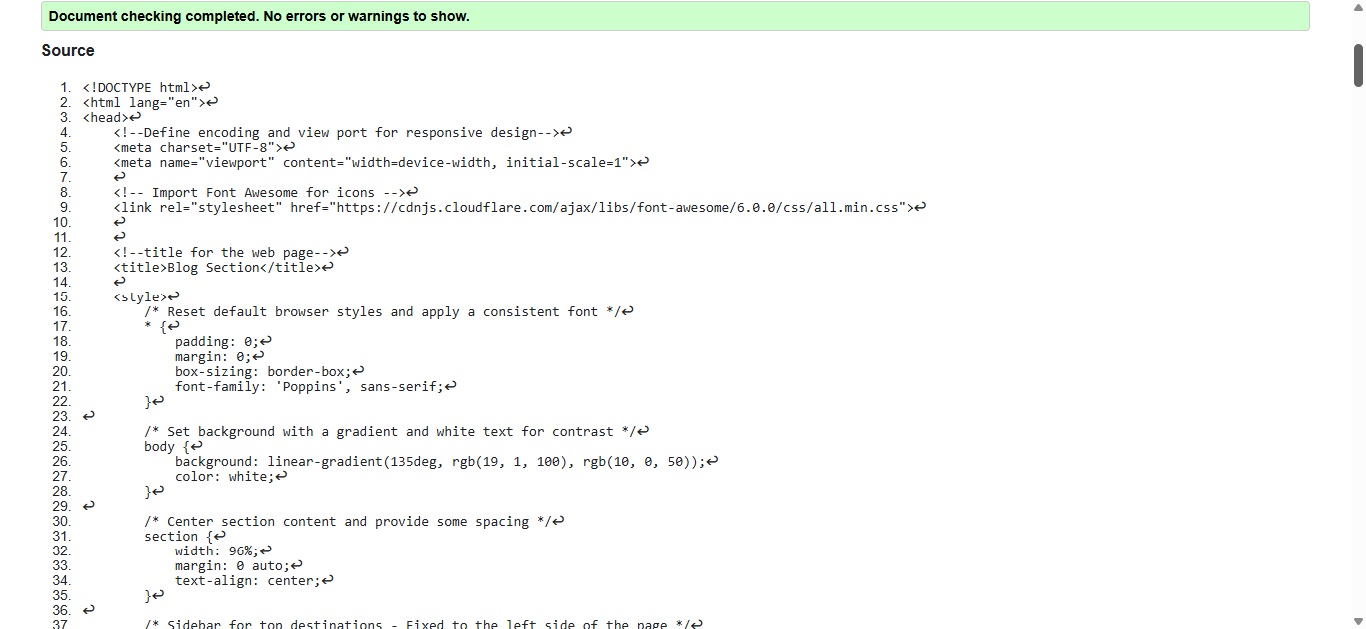 Document checking completed. No errors or warnings to show.
Source
1. <!DOCTYPE html>↩
2. <html lang="en">↩
3. <head>↩
4. <!--Define encoding and view port for responsive design-->↩
5. <meta charset="UTF-8">↩
6. <meta name="viewport" content="width=device-width, initial-scale=1">↩
7. ↩
8. <!-- Import Font Awesome for icons -->↩
9. <link rel="stylesheet" href="https://cdnjs.cloudflare.com/ajax/libs/font-awesome/6.0.0/css/all.min.css">↩
10. ↩
11. ↩
12. <!--title for the web page-->↩
13. <title>Blog Section</title>↩
14. ↩
15. <style>↩
16. /* Reset default browser styles and apply a consistent font */↩
17. * {↩
18. padding: 0;↩
19. margin: 0;↩
20. box-sizing: border-box;↩
21. font-family: 'Poppins', sans-serif;↩
22. }↩
23. ↩
24. /* Set background with a gradient and white text for contrast */↩
25. body {↩
26. background: linear-gradient(135deg, rgb(19, 1, 100), rgb(10, 0, 50));↩
27. color: white;↩
28. }↩
29. ↩
30. /* Center section content and provide some spacing */↩
31. section {↩
32. width: 96%;↩
33. margin: 0 auto;↩
34. text-align: center;↩
35. }↩
36. ↩
37 /* Sidebar for top destinations - Fixed to the left side of the page */↩